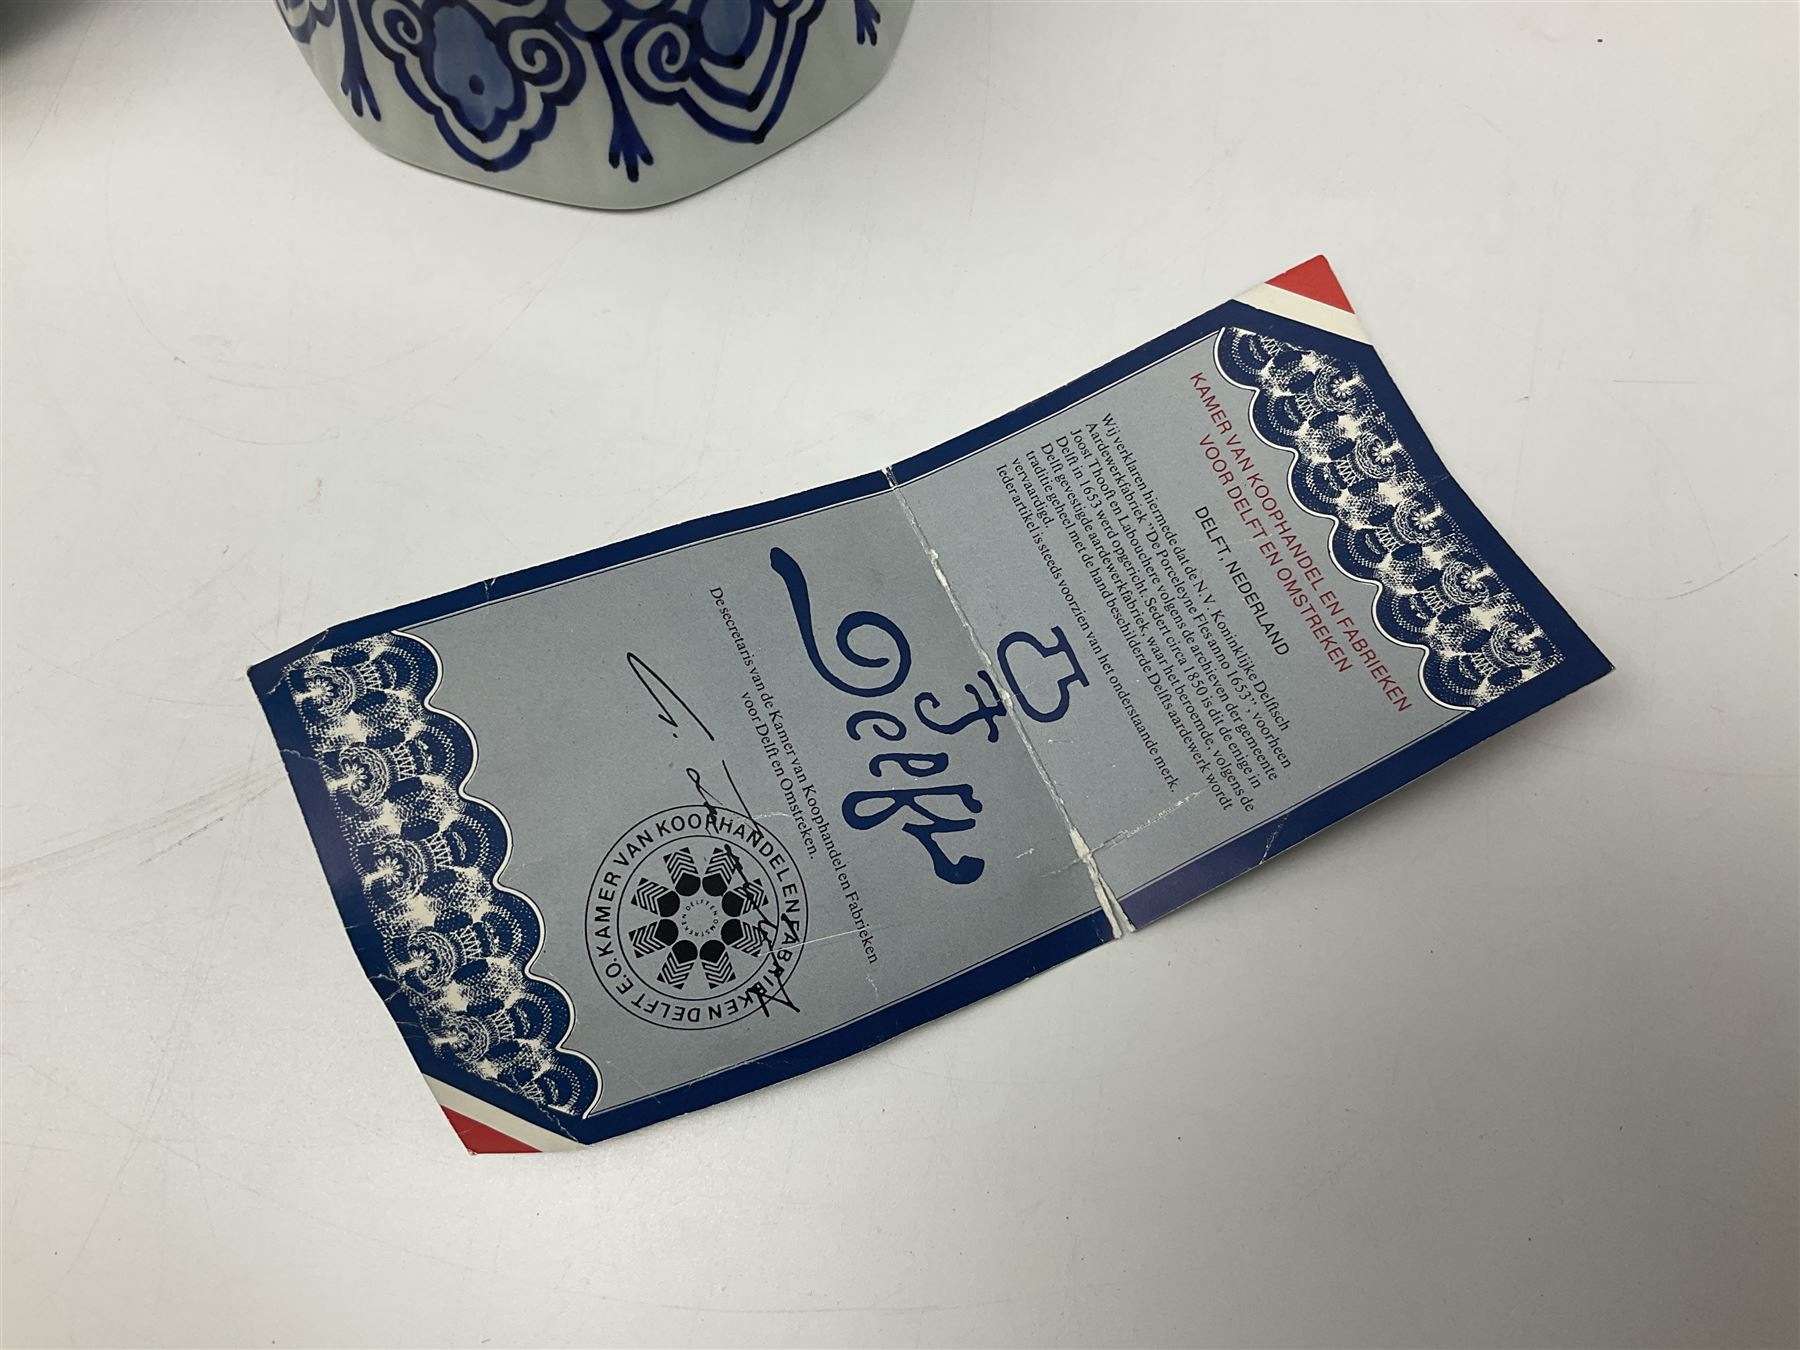 KAMER VAN KOOPHANDEL EN FABRIEKEN
VOOR DELFT EN OMSTREKEN
DELFT, NEDERLAND
Wij verklaren hiermede dat de N.V. Koninklijke Delftsch
Aardewerkfabriek "De Porceleyne Fles anno 1653", voorheen
Joost Thooft en Labouchere volgens de archieven der gemeente
Delft in 1653 werd opgericht. Sedert circa 1850 is dit de enige in
Delft gevestigde aardewerkfabriek, waar het beroemde, volgens de
traditie geheel met de hand beschilderde Delfts aardewerk wordt
vervaardigd.
Ieder artikel is steeds voorzien van het onderstaande merk.
Delft
De secretaris van de Kamer van Koophandel en Fabrieken
voor Delft en Omstreken.
KAMER VAN KOOPHANDEL EN FABRIEKEN DELFT E.O.
DELFT EN OMSTREKEN